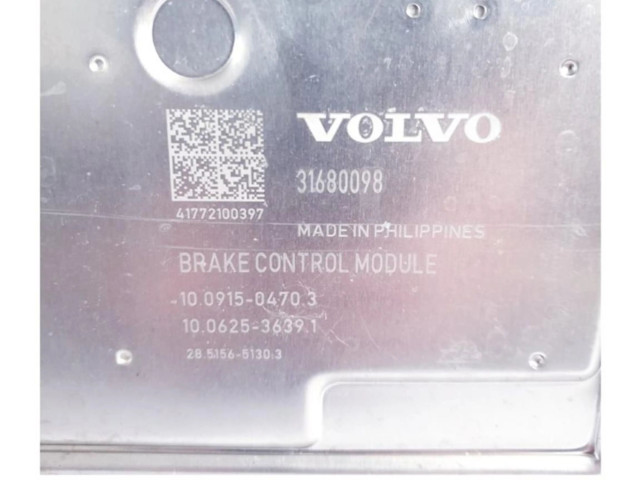 VOLVO
31680098
41772100397
MADE IN PHILIPPINES
BRAKE CONTROL MODULE
10.0915-0470.3
10.0625-3639.1
28.5156-5130.3